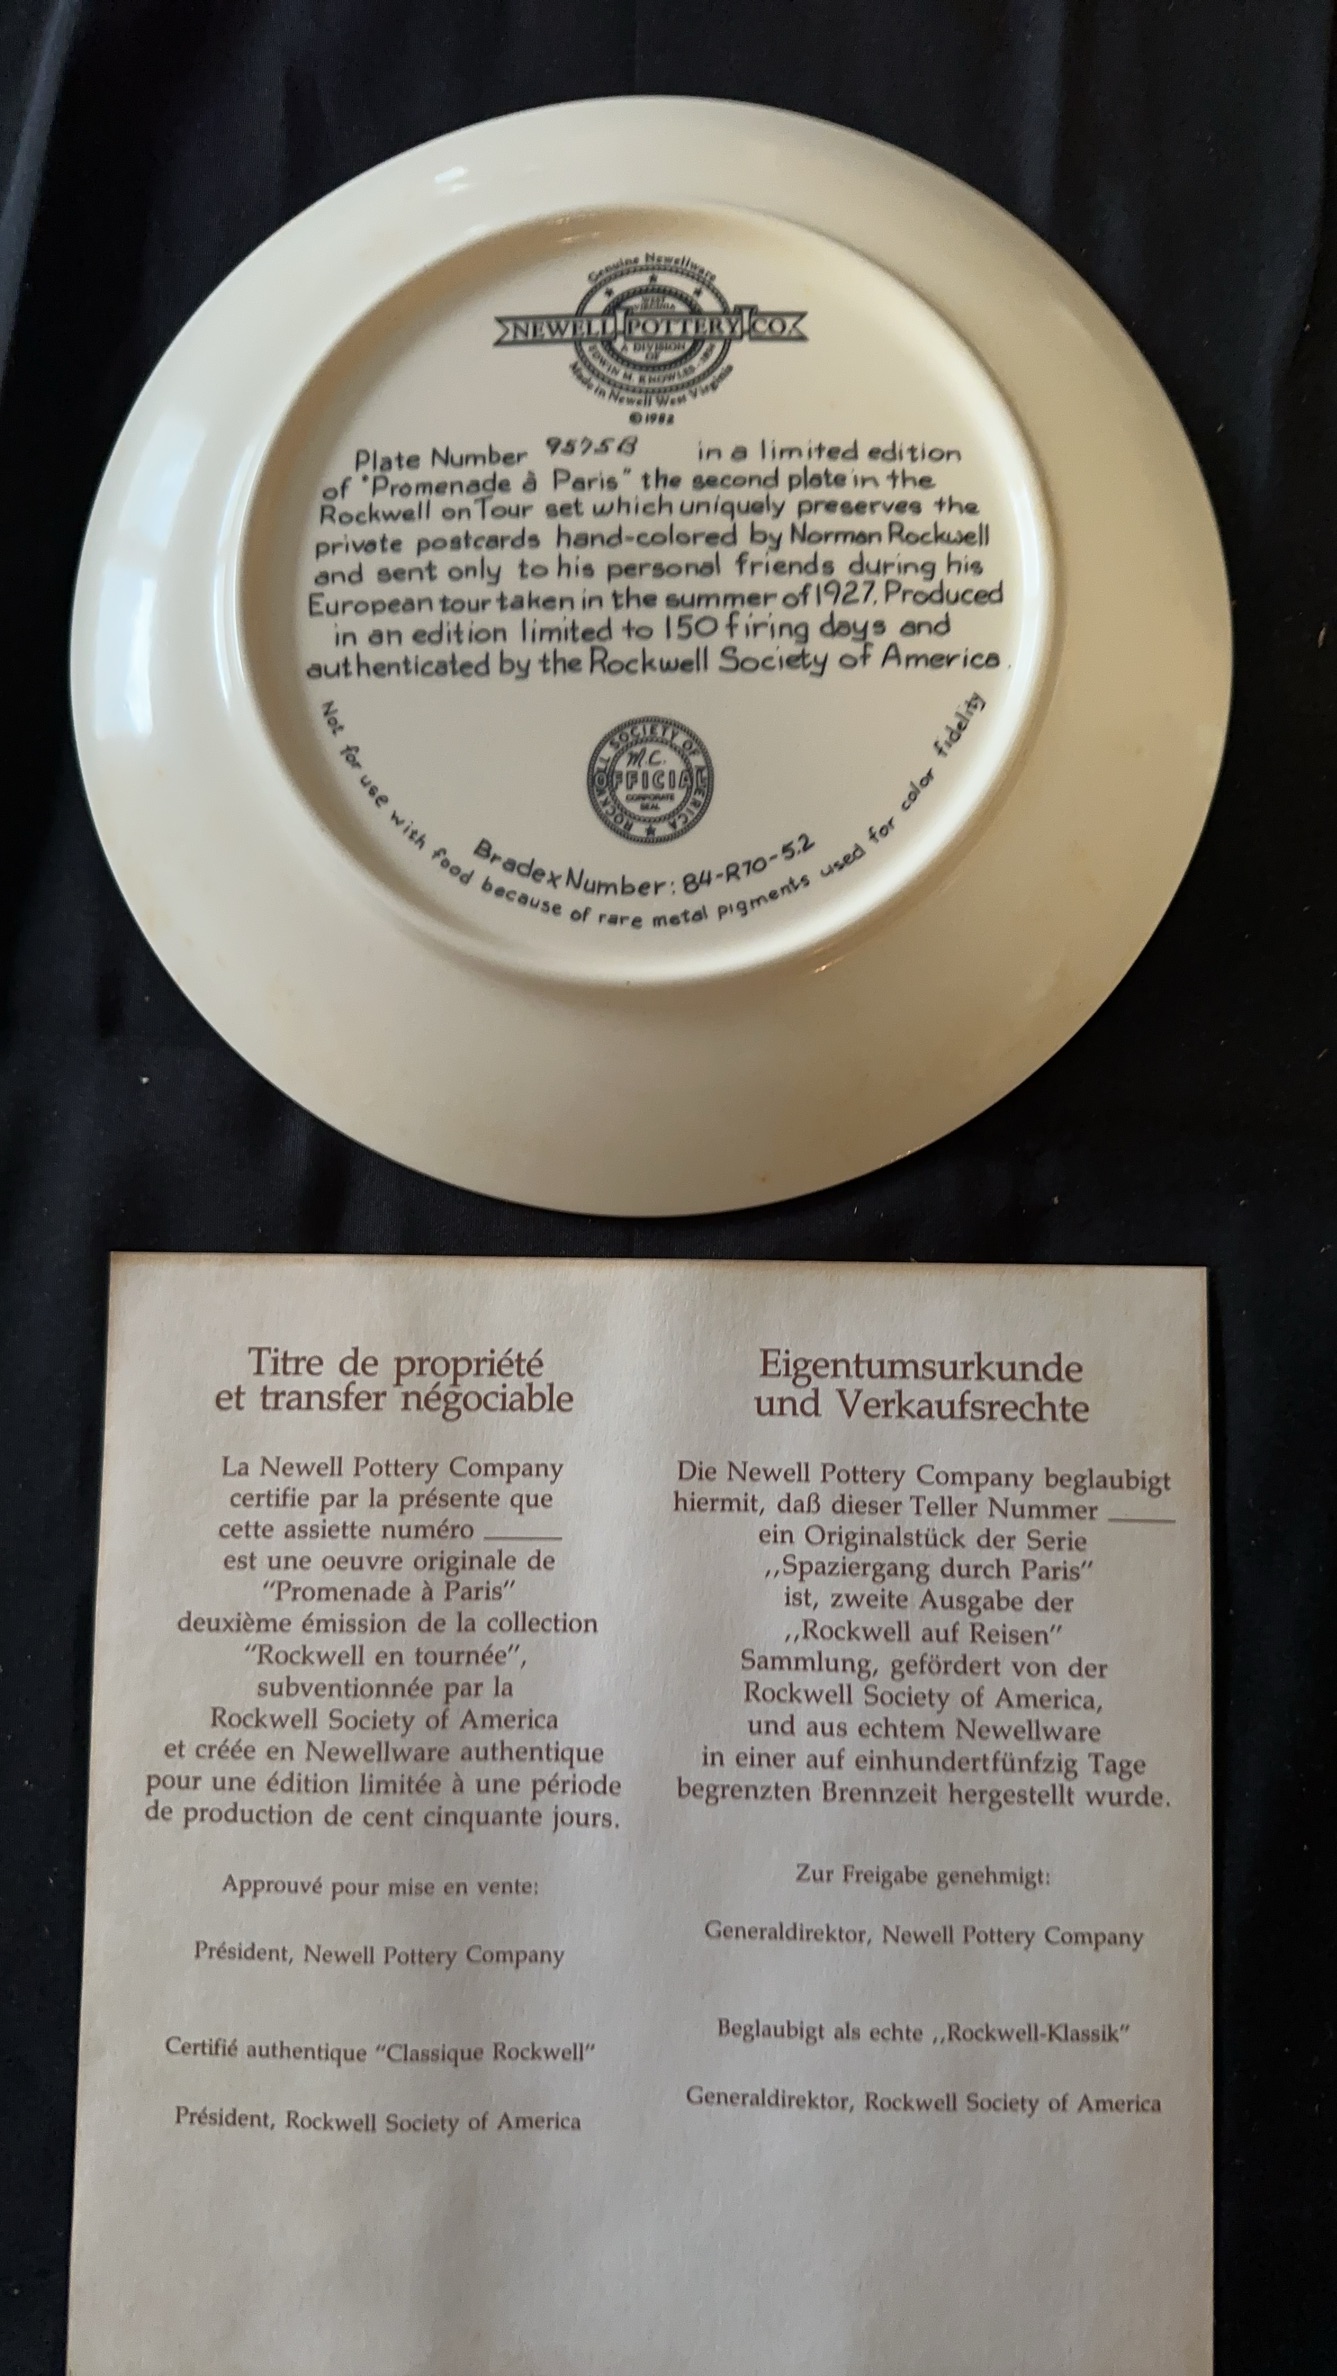 Genuine Newellware
WEST
VIRGINIA
NEWELL POTTERY CO.
A DIVISION
OF
EDWIN M. KNOWLES
Made in Newell West Virginia
©1982
Plate Number 9575B in a limited edition
of "Promenade à Paris" the second plate in the
Rockwell on Tour set which uniquely preserves the
private postcards hand-colored by Norman Rockwell
and sent only to his personal friends during his
European tour taken in the summer of 1927. Produced
in an edition limited to 150 firing days and
authenticated by the Rockwell Society of America.
ROCKWELL SOCIETY OF AMERICA
M.C.
OFFICIAL
CORPORATE
SEAL
Bradex Number: 84-R70-5.2
Not for use with food because of rare metal pigments used for color fidelity
Titre de propriété
et transfer négociable
La Newell Pottery Company
certifie par la présente que
cette assiette numéro ______
est une oeuvre originale de
"Promenade à Paris"
deuxième émission de la collection
"Rockwell en tournée",
subventionnée par la
Rockwell Society of America
et créée en Newellware authentique
pour une édition limitée à une période
de production de cent cinquante jours.
Approuvé pour mise en vente:
Président, Newell Pottery Company
Certifié authentique "Classique Rockwell"
Président, Rockwell Society of America
Eigentumsurkunde
und Verkaufsrechte
Die Newell Pottery Company beglaubigt
hiermit, daß dieser Teller Nummer _____
ein Originalstück der Serie
,,Spaziergang durch Paris"
ist, zweite Ausgabe der
,,Rockwell auf Reisen"
Sammlung, gefördert von der
Rockwell Society of America,
und aus echtem Newellware
in einer auf einhundertfünfzig Tage
begrenzten Brennzeit hergestellt wurde.
Zur Freigabe genehmigt:
Generaldirektor, Newell Pottery Company
Beglaubigt als echte ,,Rockwell-Klassik"
Generaldirektor, Rockwell Society of America